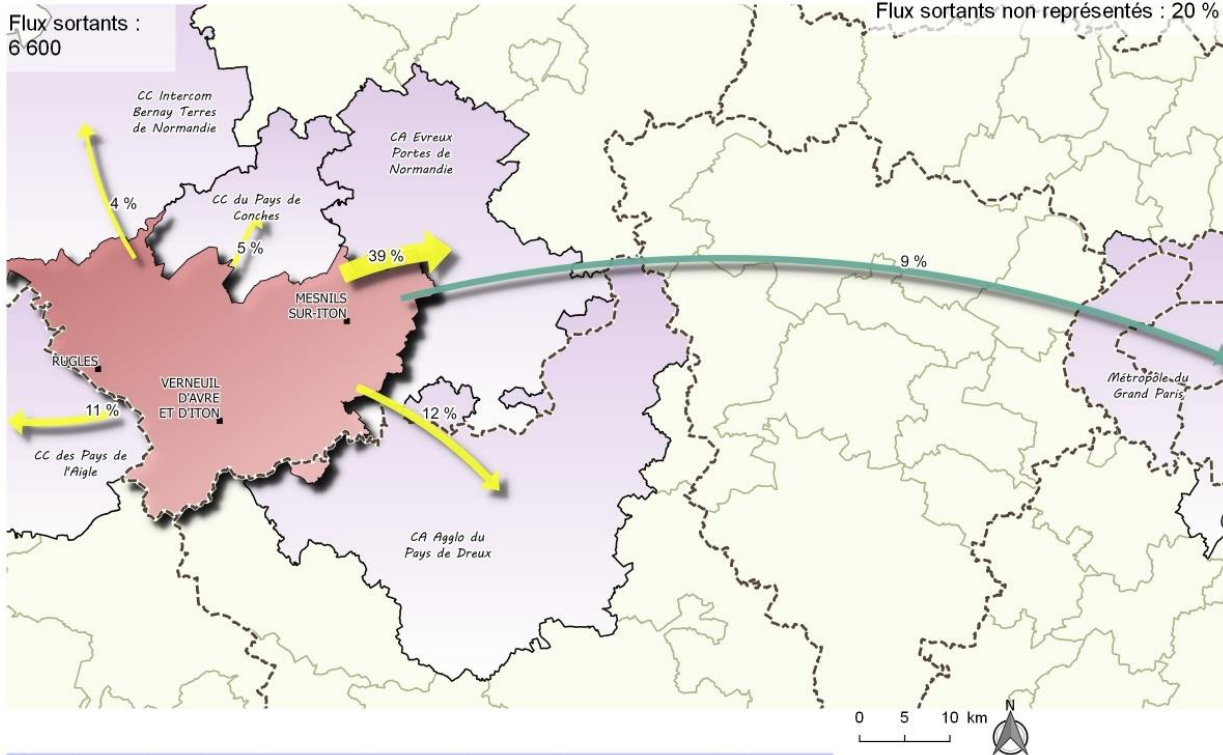 Flux sortants :
6 600
Flux sortants non représentés : 20 %
CC Intercom
Bernay Terres
de Normandie
CA Evreux
Portes de
Normandie
CC du Pays de
Conches
4 %
5 %
39 %
9 %
MESNILS
SUR-ITON
RUGLES
VERNEUIL
D'AVRE
ET D'ITON
11 %
12 %
Métropole du
Grand Paris
CC des Pays de
l'Aigle
CA Agglo du
Pays de Dreux
0 5 10 km
N